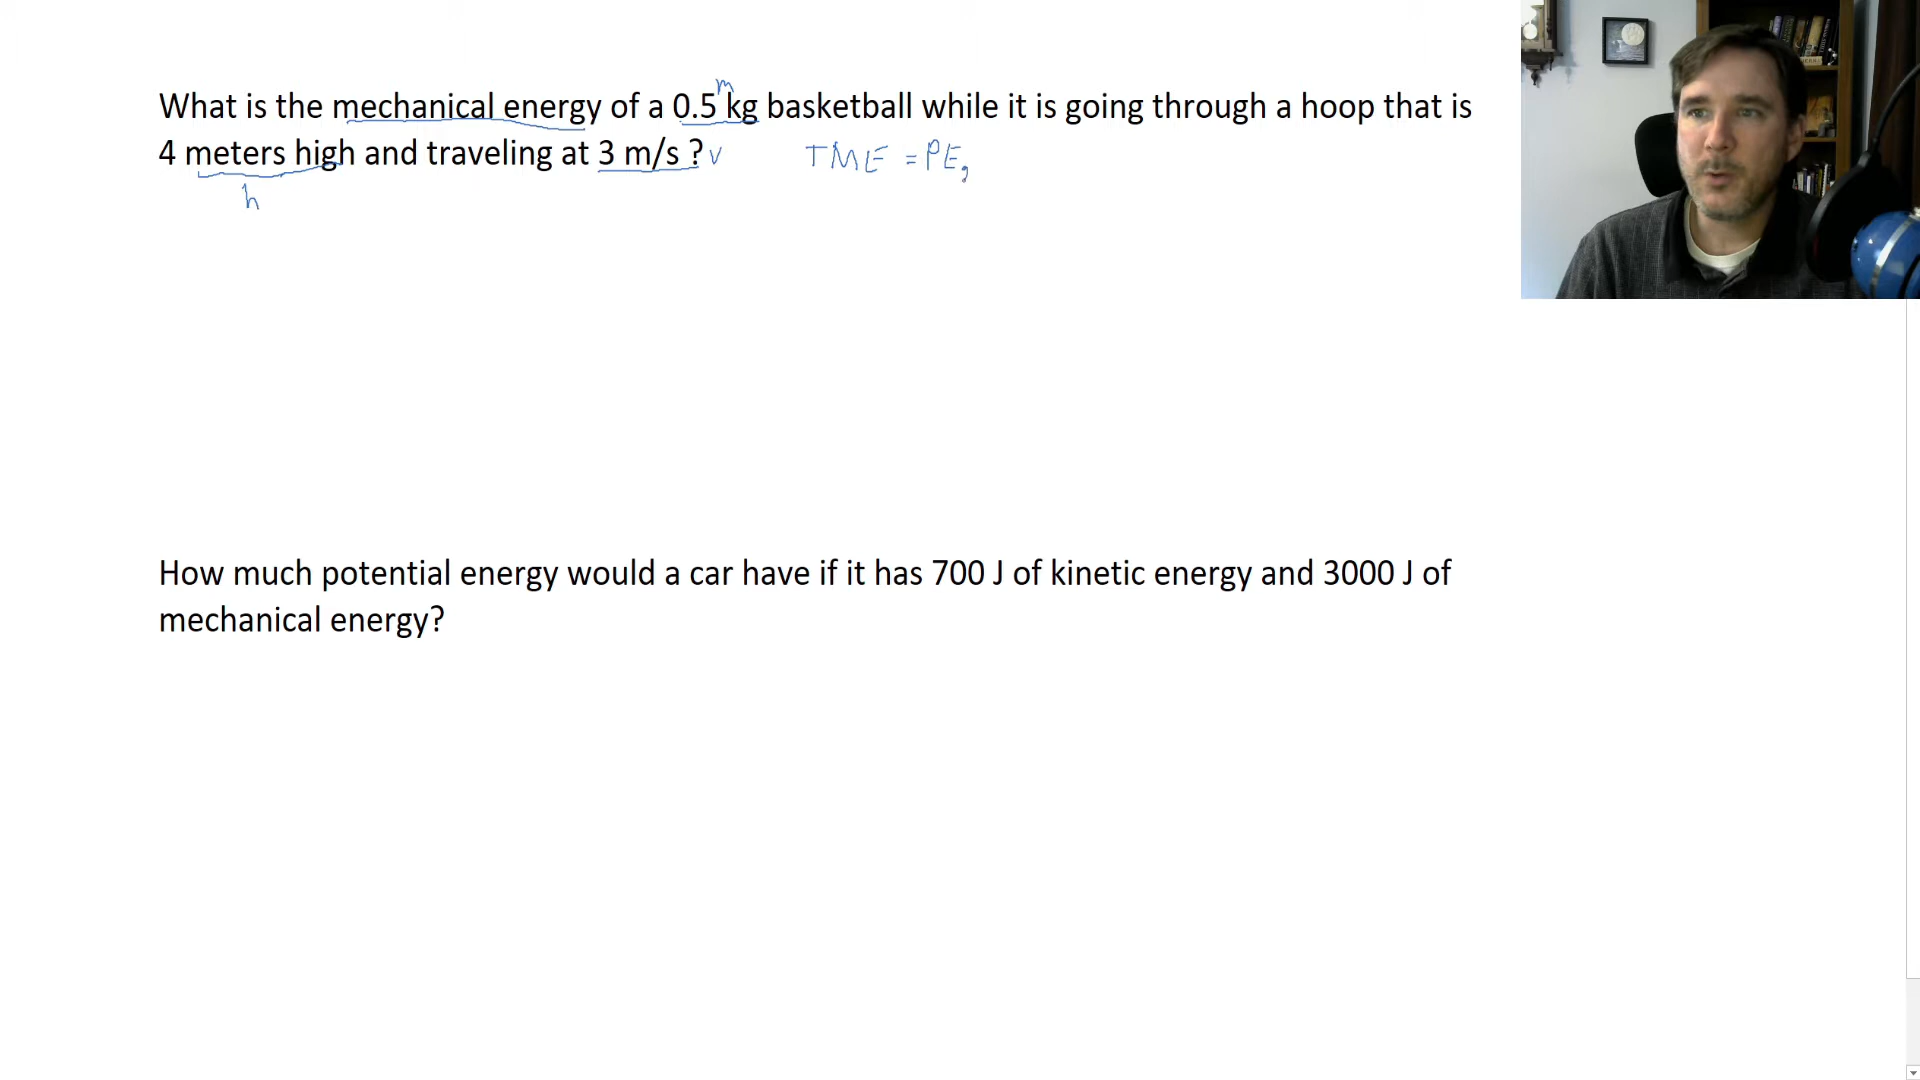 m
What is the mechanical energy of a 0.5 kg basketball while it is going through a hoop that is
4 meters high and traveling at 3 m/s ? v TME = PEg
h
How much potential energy would a car have if it has 700 J of kinetic energy and 3000 J of
mechanical energy?